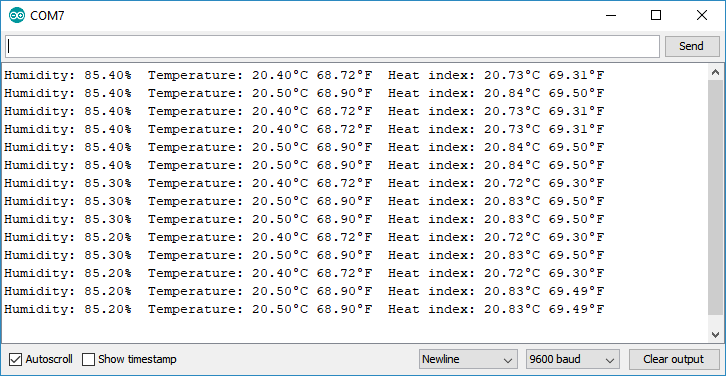 COM7
Send
Humidity: 85.40%  Temperature: 20.40°C 68.72°F  Heat index: 20.73°C 69.31°F
Humidity: 85.40%  Temperature: 20.50°C 68.90°F  Heat index: 20.84°C 69.50°F
Humidity: 85.40%  Temperature: 20.40°C 68.72°F  Heat index: 20.73°C 69.31°F
Humidity: 85.40%  Temperature: 20.40°C 68.72°F  Heat index: 20.73°C 69.31°F
Humidity: 85.40%  Temperature: 20.50°C 68.90°F  Heat index: 20.84°C 69.50°F
Humidity: 85.40%  Temperature: 20.50°C 68.90°F  Heat index: 20.84°C 69.50°F
Humidity: 85.30%  Temperature: 20.40°C 68.72°F  Heat index: 20.72°C 69.30°F
Humidity: 85.30%  Temperature: 20.50°C 68.90°F  Heat index: 20.83°C 69.50°F
Humidity: 85.30%  Temperature: 20.50°C 68.90°F  Heat index: 20.83°C 69.50°F
Humidity: 85.20%  Temperature: 20.40°C 68.72°F  Heat index: 20.72°C 69.30°F
Humidity: 85.30%  Temperature: 20.50°C 68.90°F  Heat index: 20.83°C 69.50°F
Humidity: 85.20%  Temperature: 20.40°C 68.72°F  Heat index: 20.72°C 69.30°F
Humidity: 85.20%  Temperature: 20.50°C 68.90°F  Heat index: 20.83°C 69.49°F
Humidity: 85.20%  Temperature: 20.50°C 68.90°F  Heat index: 20.83°C 69.49°F
Autoscroll Show timestamp Newline 9600 baud Clear output